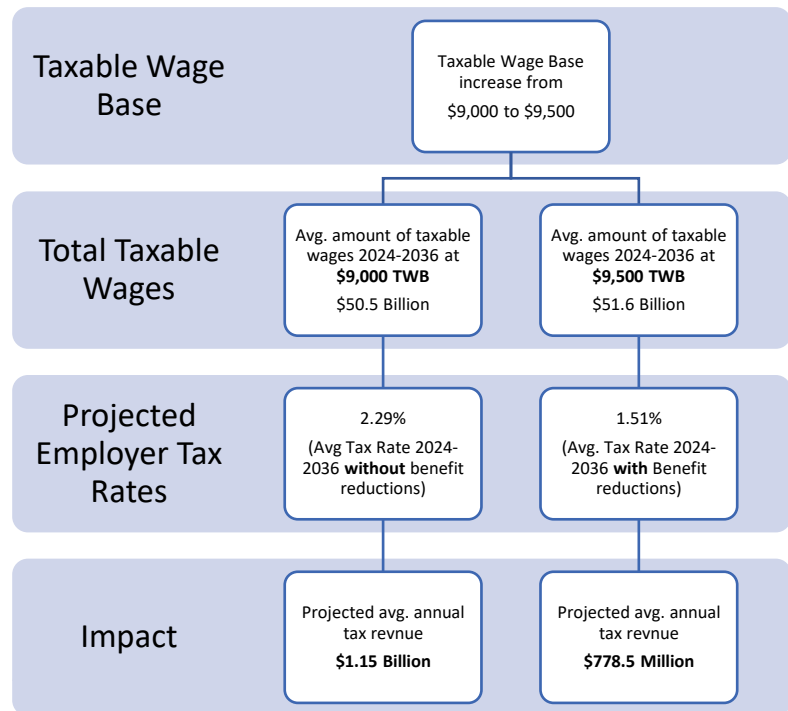 Taxable Wage
Base
Taxable Wage Base
increase from
$9,000 to $9,500
Total Taxable
Wages
Avg. amount of taxable
wages 2024-2036 at
$9,000 TWB
$50.5 Billion
Avg. amount of taxable
wages 2024-2036 at
$9,500 TWB
$51.6 Billion
Projected
Employer Tax
Rates
2.29%
(Avg Tax Rate 2024-
2036 without benefit
reductions)
1.51%
(Avg. Tax Rate 2024-
2036 with Benefit
reductions)
Impact
Projected avg. annual
tax revnue
$1.15 Billion
Projected avg. annual
tax revnue
$778.5 Million